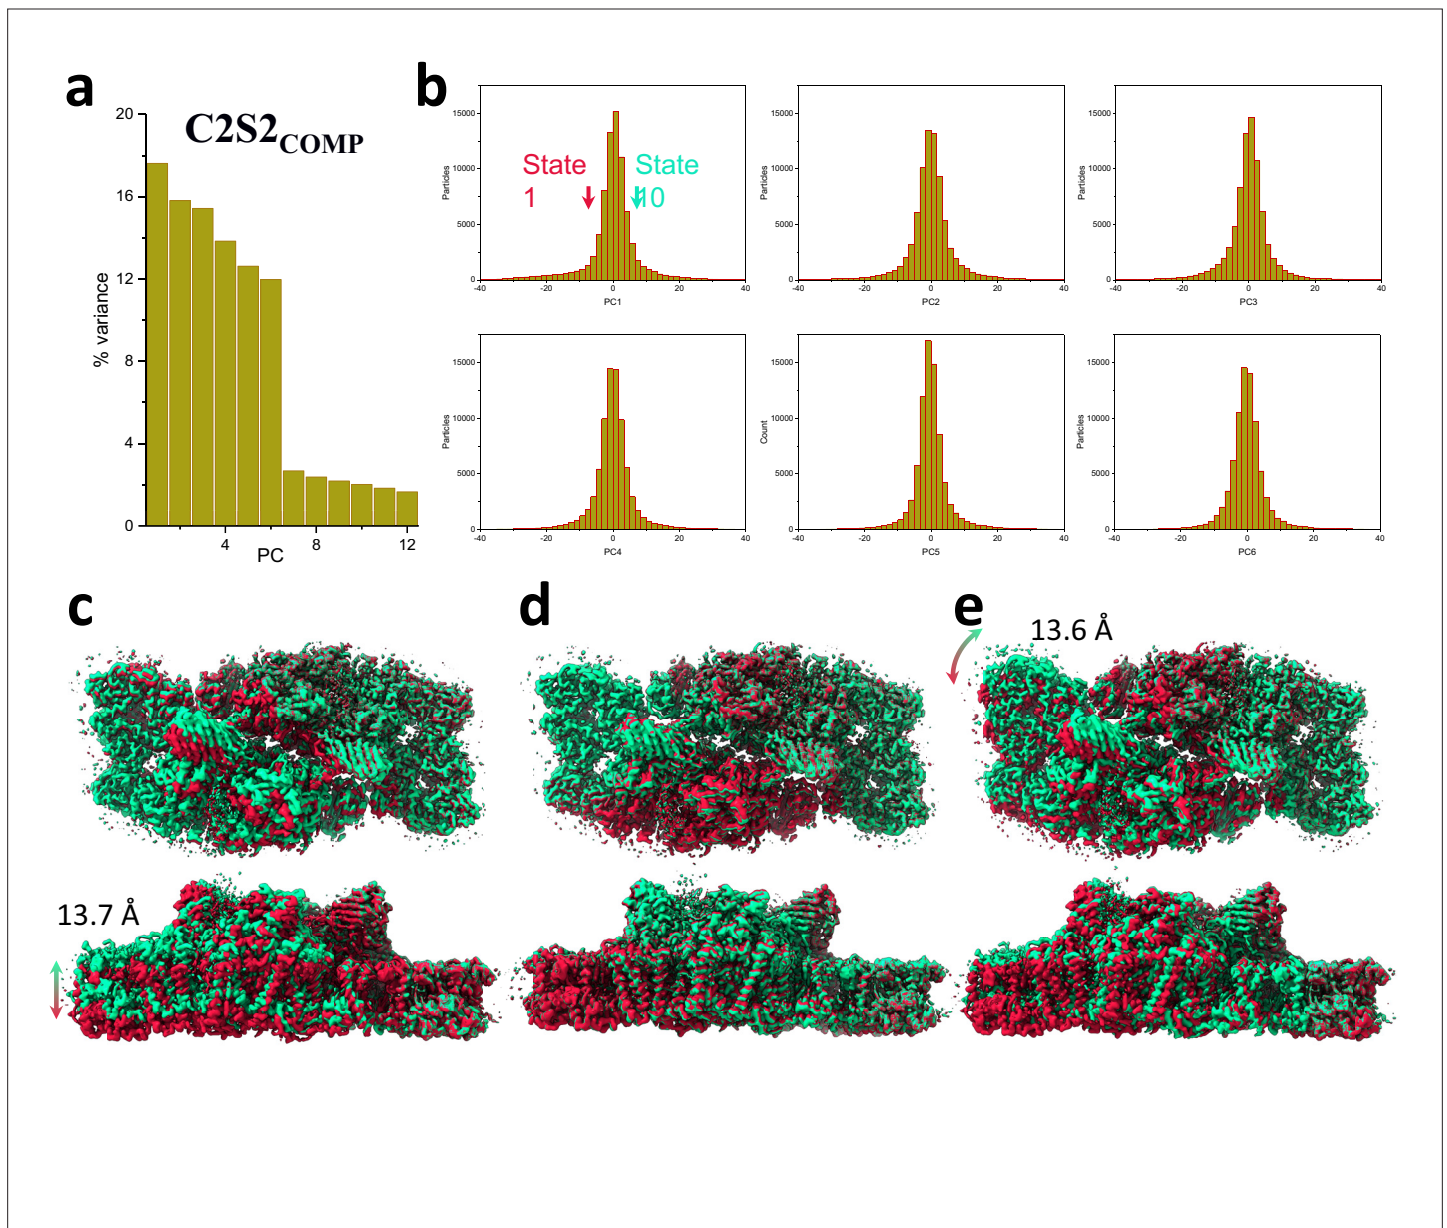 a
C2S2COMP
20
16
12
8
4
0
% variance
4
8
12
PC
b
15000
10000
5000
0
Particles
State
1
State
10
-40
-20
0
20
40
PC1
15000
10000
5000
0
Particles
-40
-20
0
20
40
PC2
15000
10000
5000
0
Particles
-40
-20
0
20
40
PC3
15000
10000
5000
0
Particles
-40
-20
0
20
40
PC4
15000
10000
5000
0
Count
-40
-20
0
20
40
PC5
15000
10000
5000
0
Particles
-40
-20
0
20
40
PC6
c
d
e
13.6 Å
13.7 Å